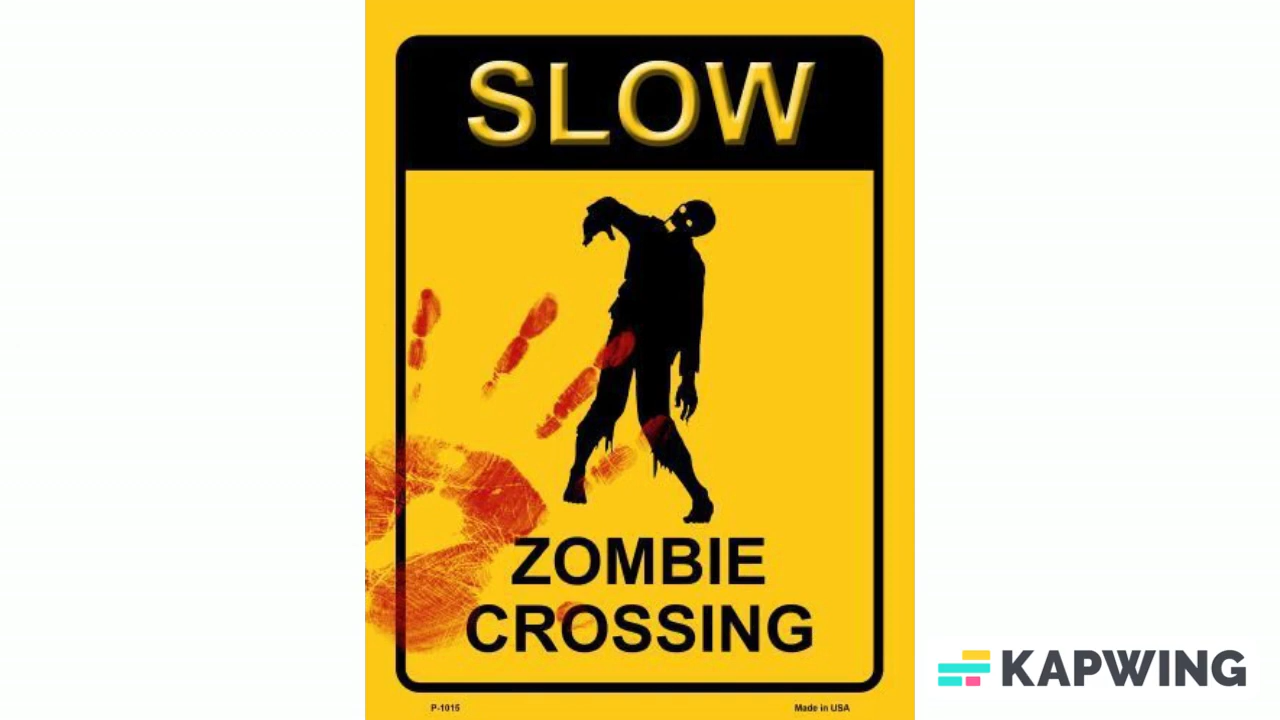 SLOW
ZOMBIE
CROSSING
P-1015 Made in USA
KAPWING